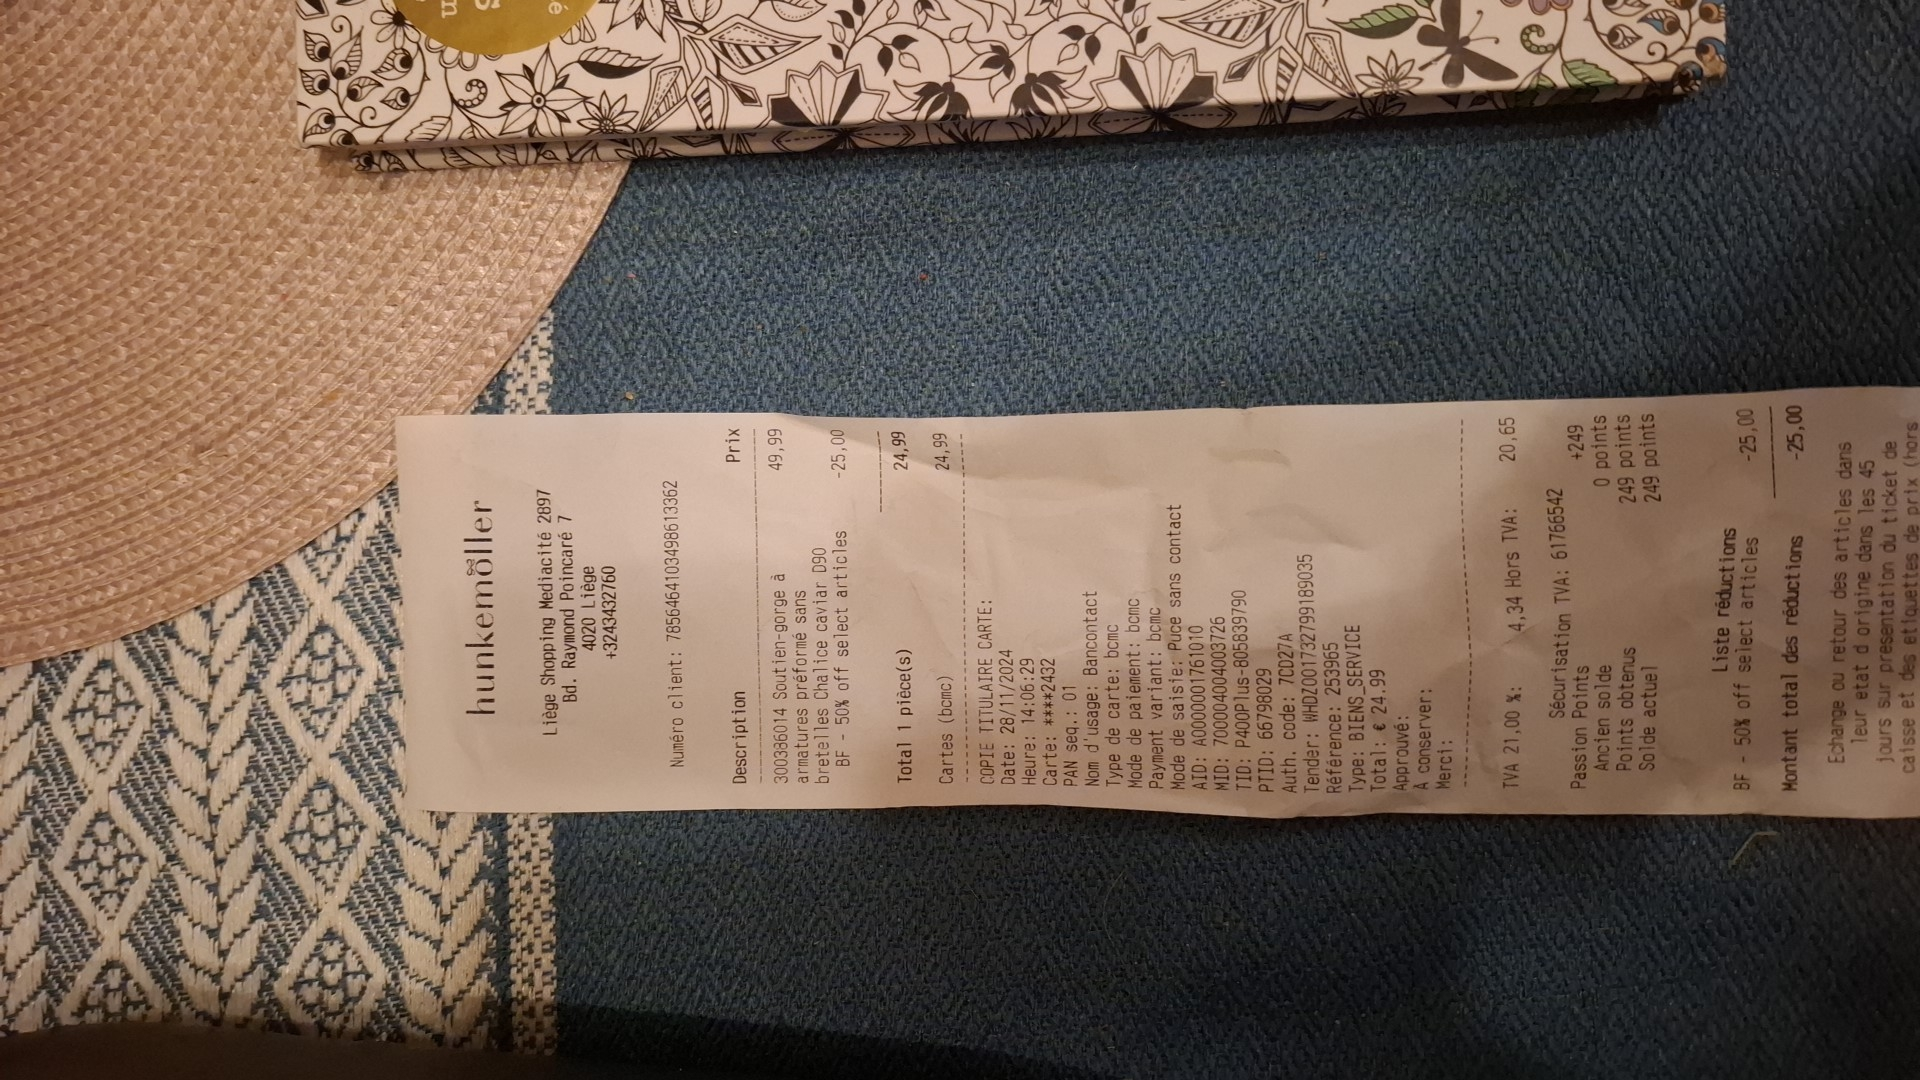 hunkemöller
Liège Shopping Mediacité 2897
Bd. Raymond Poincaré 7
4020 Liège
+3243432760
Numéro client: 7856464103498613362
Description Prix
300386014 Soutien-gorge à 49,99
armatures préformé sans
bretelles Chalice caviar D90
BF - 50% off select articles -25,00
Total 1 pièce(s) 24,99
Cartes (bcmc) 24,99
COPIE TITULAIRE CARTE:
Date: 28/11/2024
Heure: 14:06:29
Carte: ****2432
PAN seq.: 01
Nom d'usage: Bancontact
Type de carte: bcmc
Mode de paiement: bcmc
Payment variant: bcmc
Mode de saisie: Puce sans contact
AID: A00000001761010
MID: 700004004003726
TID: P400Plus-805839790
PTID: 66798029
Auth. code: 7CD27A
Tender: WHDZ001732799189035
Référence: 253965
Type: BIENS_SERVICE
Total: € 24.99
Approuvé:
A conserver:
Merci:
TVA 21,00 %: 4,34 Hors TVA: 20,65
Sécurisation TVA: 61766542
Passion Points +249
Ancien solde 0 points
Points obtenus 249 points
Solde actuel 249 points
Liste réductions
BF - 50% off select articles -25,00
Montant total des réductions -25,00
Echange ou retour des articles dans
leur état d'origine dans les 45
jours sur présentation du ticket de
caisse et des étiquettes de prix (hors